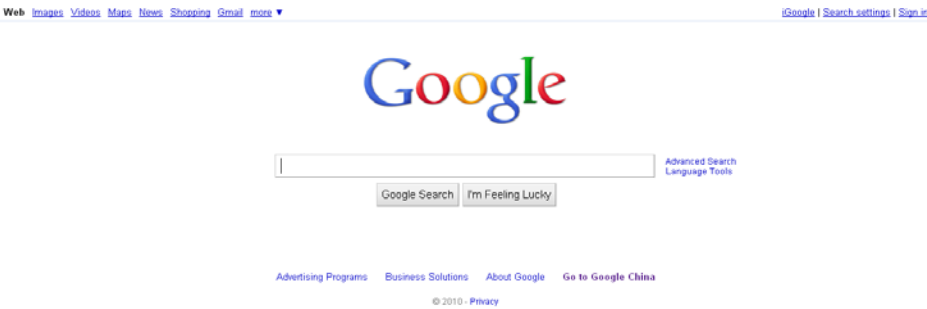 Web Images Videos Maps News Shopping Gmail more ▼ iGoogle | Search settings | Sign in
Google
Advanced Search
Language Tools
Google Search I'm Feeling Lucky
Advertising Programs Business Solutions About Google Go to Google China
© 2010 - Privacy